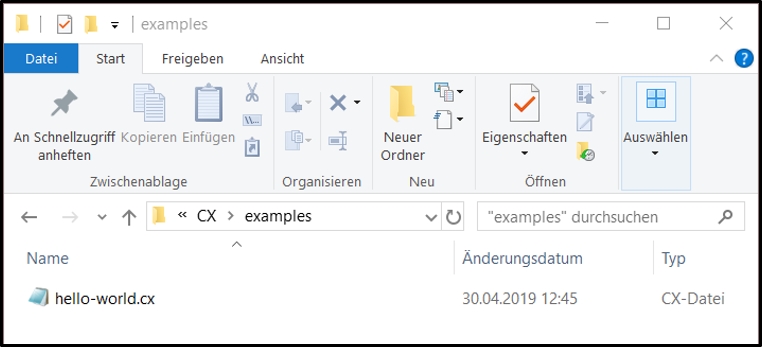 examples
Datei Start Freigeben Ansicht
An Schnellzugriff anheften Kopieren Einfügen Neuer Ordner Eigenschaften Auswählen
Zwischenablage Organisieren Neu Öffnen
« CX > examples "examples" durchsuchen
Name Änderungsdatum Typ
hello-world.cx 30.04.2019 12:45 CX-Datei